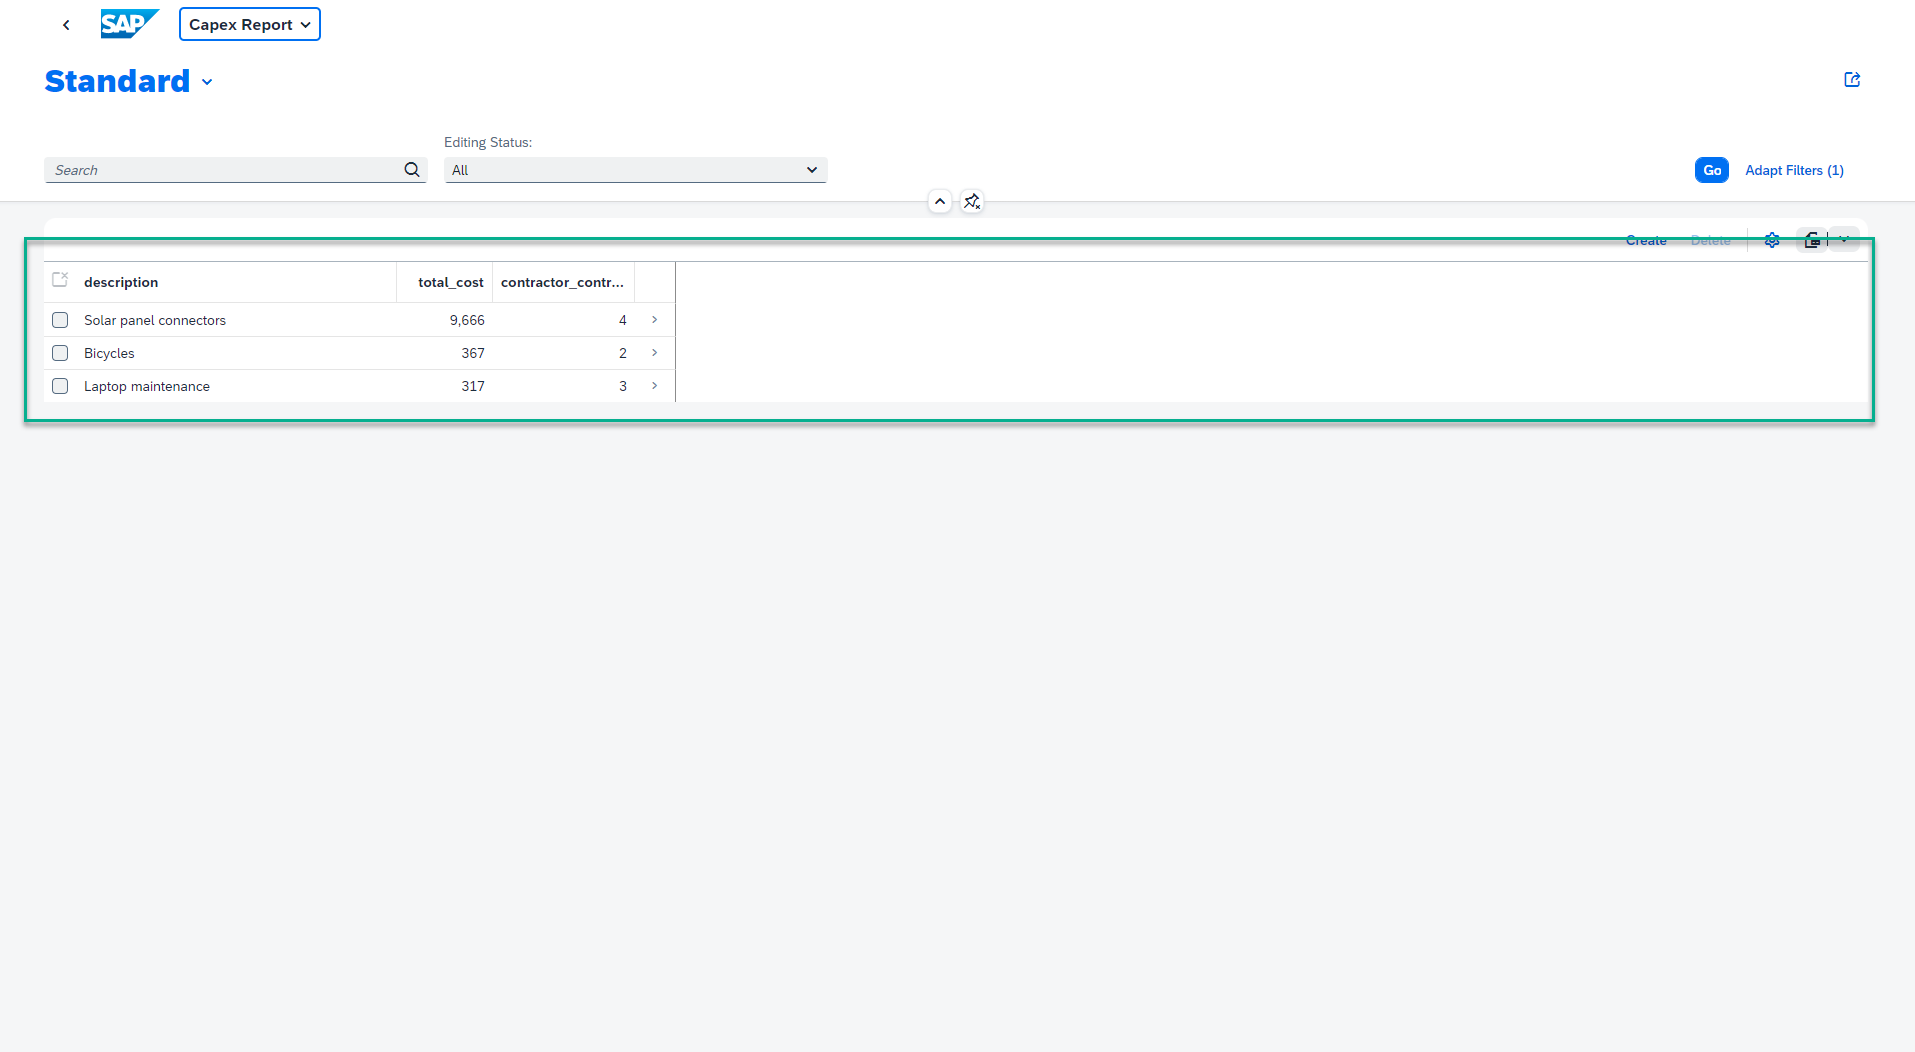 SAP Capex Report
Standard
Editing Status:
Search All Go Adapt Filters (1)
Create Delete
description total_cost contractor_contr...
Solar panel connectors 9,666 4
Bicycles 367 2
Laptop maintenance 317 3